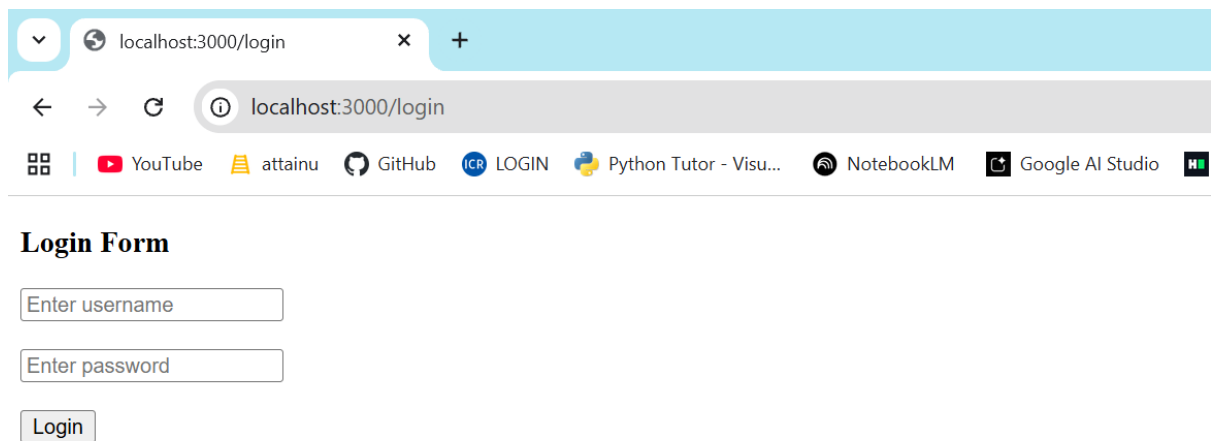 localhost:3000/login
localhost:3000/login
YouTube attainu GitHub ICR LOGIN Python Tutor - Visu... NotebookLM Google AI Studio H
Login Form
Enter username
Enter password
Login